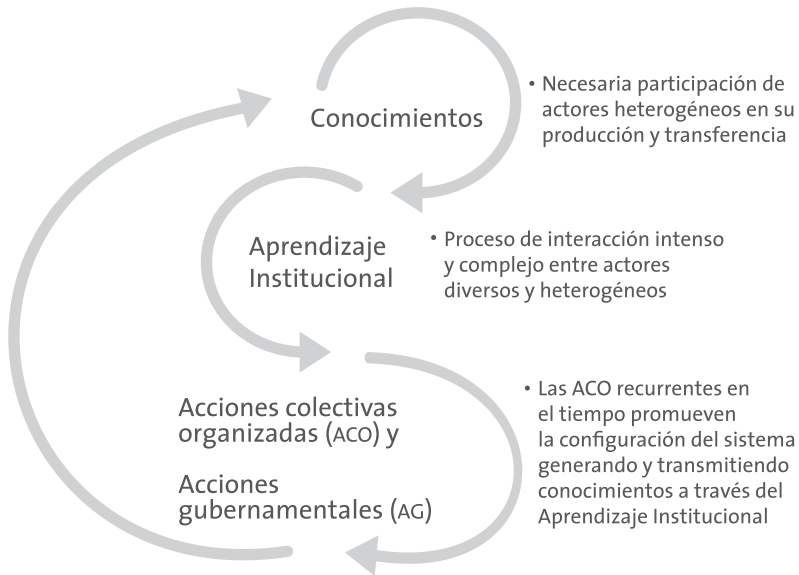 Conocimientos
• Necesaria participación de
actores heterogéneos en su
producción y transferencia
Aprendizaje
Institucional
• Proceso de interacción intenso
y complejo entre actores
diversos y heterogéneos
Acciones colectivas
organizadas (ACO) y
Acciones
gubernamentales (AG)
• Las ACO recurrentes en
el tiempo promueven
la configuración del sistema
generando y transmitiendo
conocimientos a través del
Aprendizaje Institucional